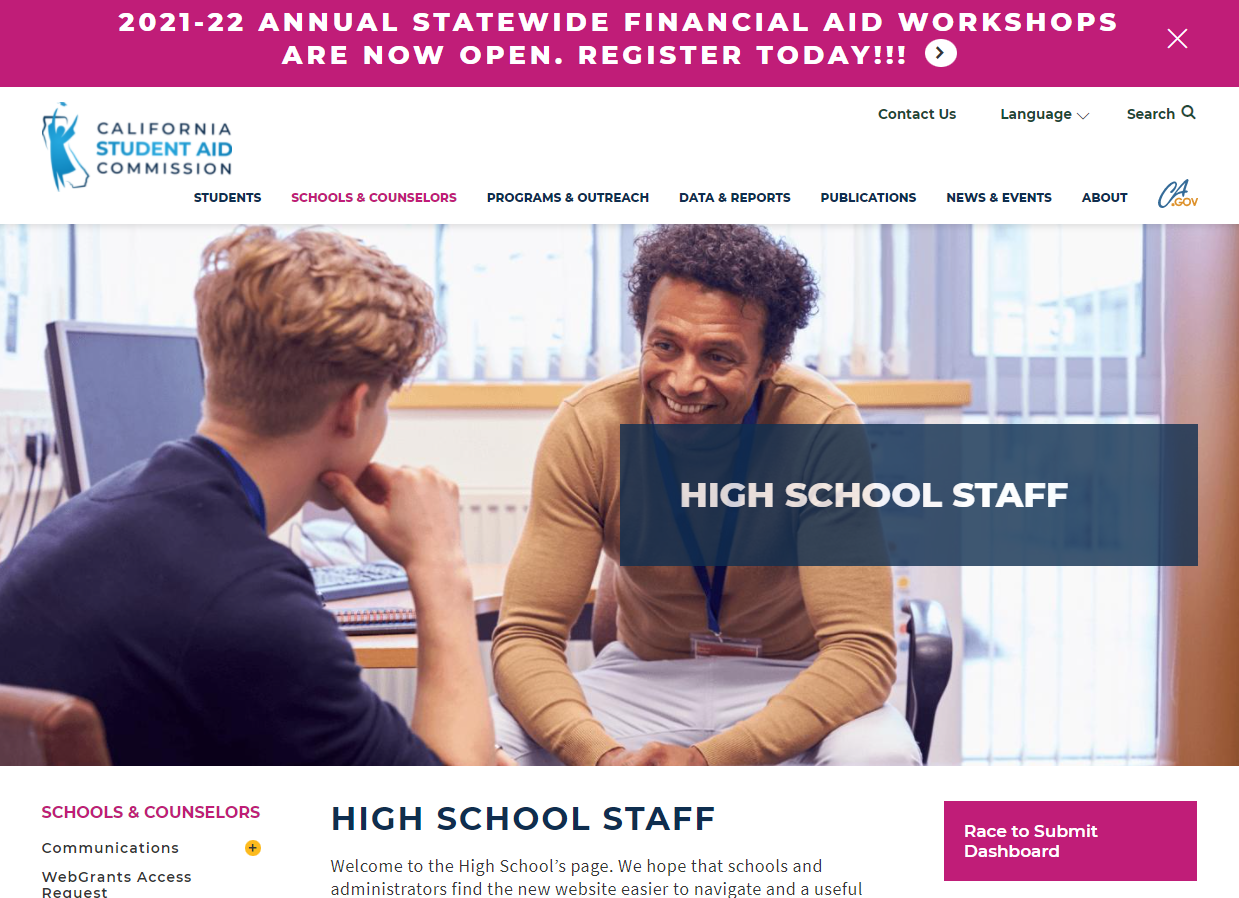 2021-22 ANNUAL STATEWIDE FINANCIAL AID WORKSHOPS
ARE NOW OPEN. REGISTER TODAY!!!
Contact Us
Language
Search
CALIFORNIA
STUDENT AID
COMMISSION
STUDENTS
SCHOOLS & COUNSELORS
PROGRAMS & OUTREACH
DATA & REPORTS
PUBLICATIONS
NEWS & EVENTS
ABOUT
CA
.GOV
HIGH SCHOOL STAFF
SCHOOLS & COUNSELORS
Communications
WebGrants Access
Request
HIGH SCHOOL STAFF
Welcome to the High School’s page. We hope that schools and
administrators find the new website easier to navigate and a useful
Race to Submit
Dashboard